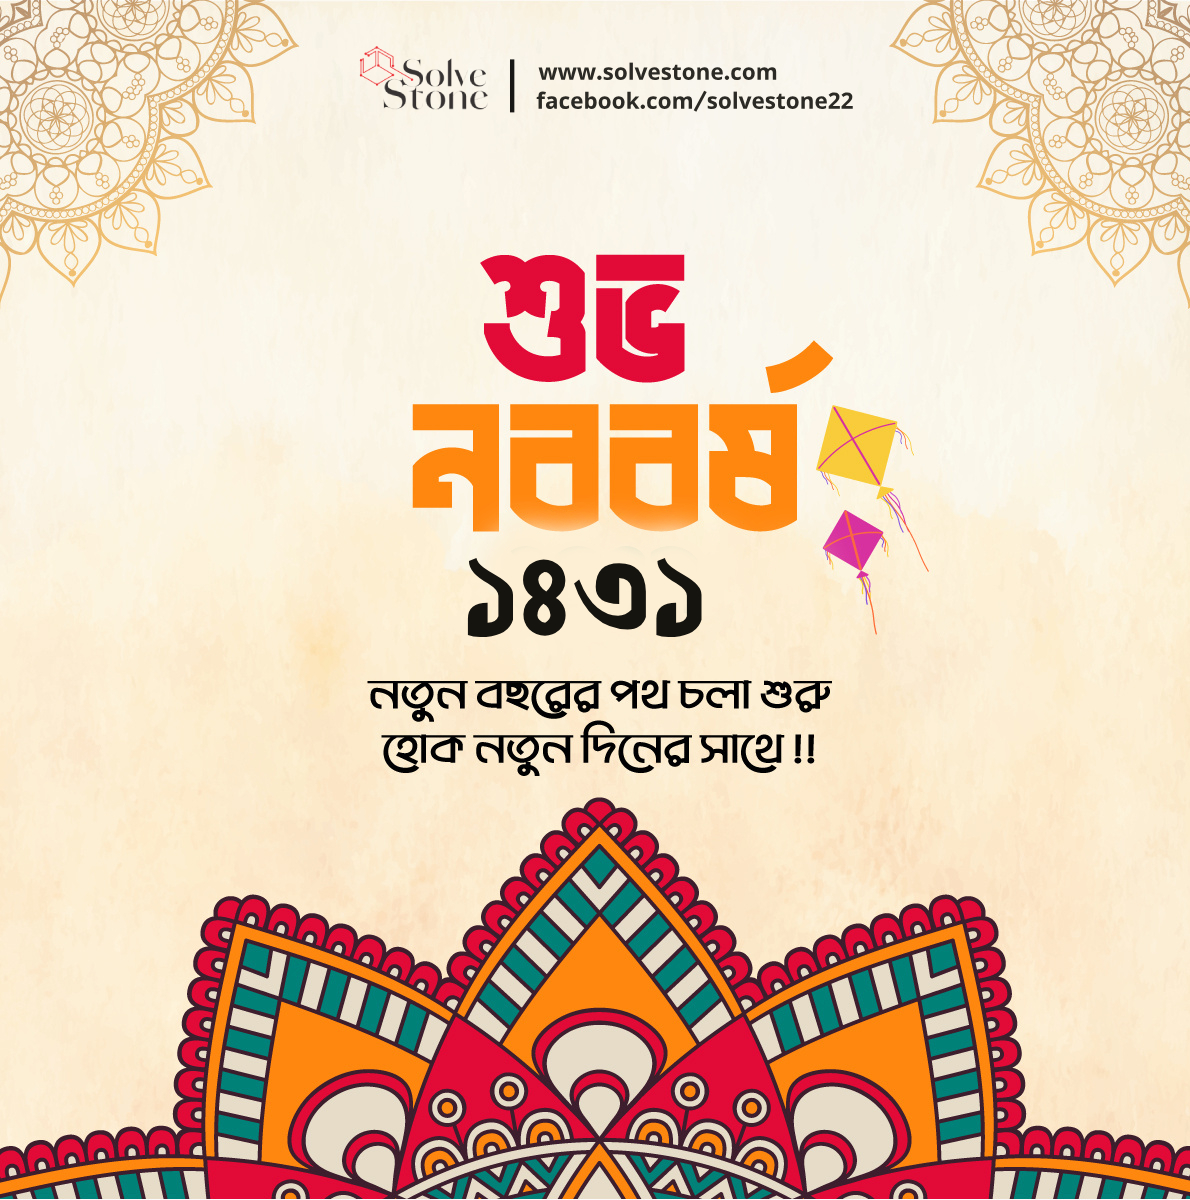 Solve
Stone
www.solvestone.com
facebook.com/solvestone22
শুভ
নববর্ষ
১৪৩১
নতুন বছরের পথ চলা শুরু
হোক নতুন দিনের সাথে !!